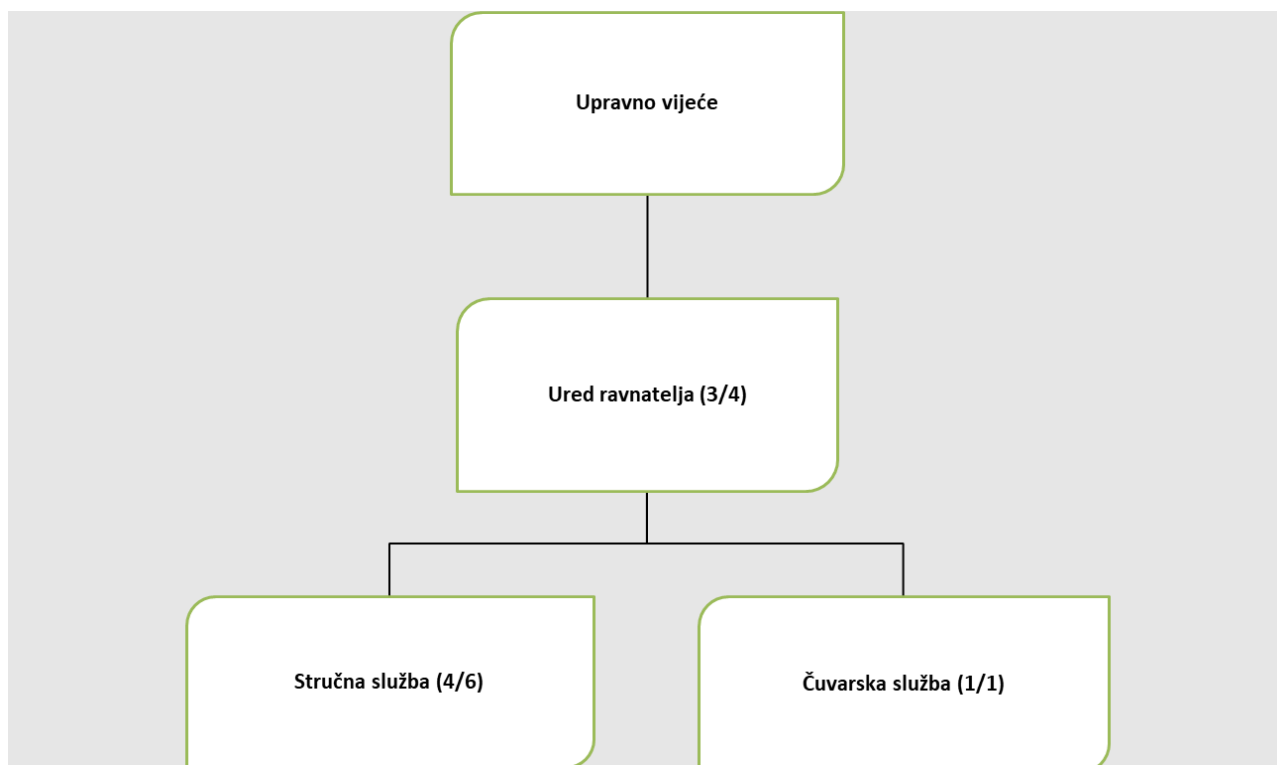 Upravno vijeće
Ured ravnatelja (3/4)
Stručna služba (4/6)
Čuvarska služba (1/1)